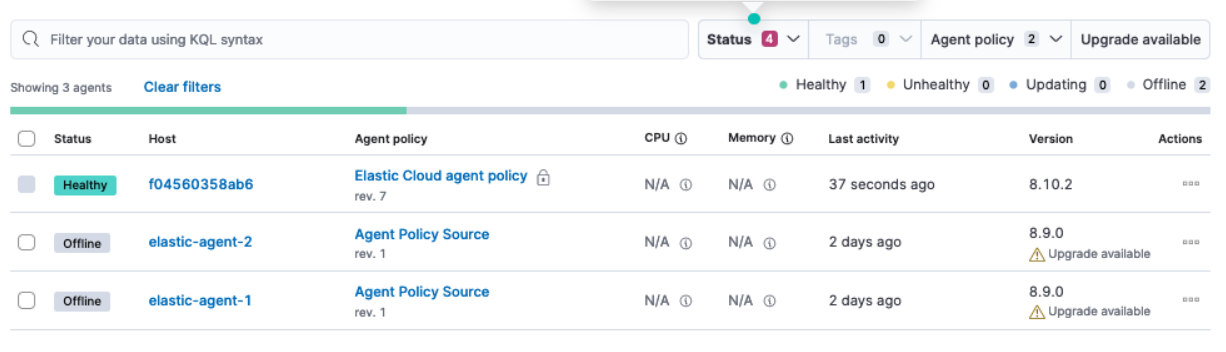 Filter your data using KQL syntax
Status 4 Tags 0 Agent policy 2 Upgrade available
Showing 3 agents Clear filters
Healthy 1 Unhealthy 0 Updating 0 Offline 2
Status Host Agent policy CPU Memory Last activity Version Actions
Healthy f04560358ab6 Elastic Cloud agent policy N/A N/A 37 seconds ago 8.10.2
rev. 7
Offline elastic-agent-2 Agent Policy Source N/A N/A 2 days ago 8.9.0
rev. 1 Upgrade available
Offline elastic-agent-1 Agent Policy Source N/A N/A 2 days ago 8.9.0
rev. 1 Upgrade available